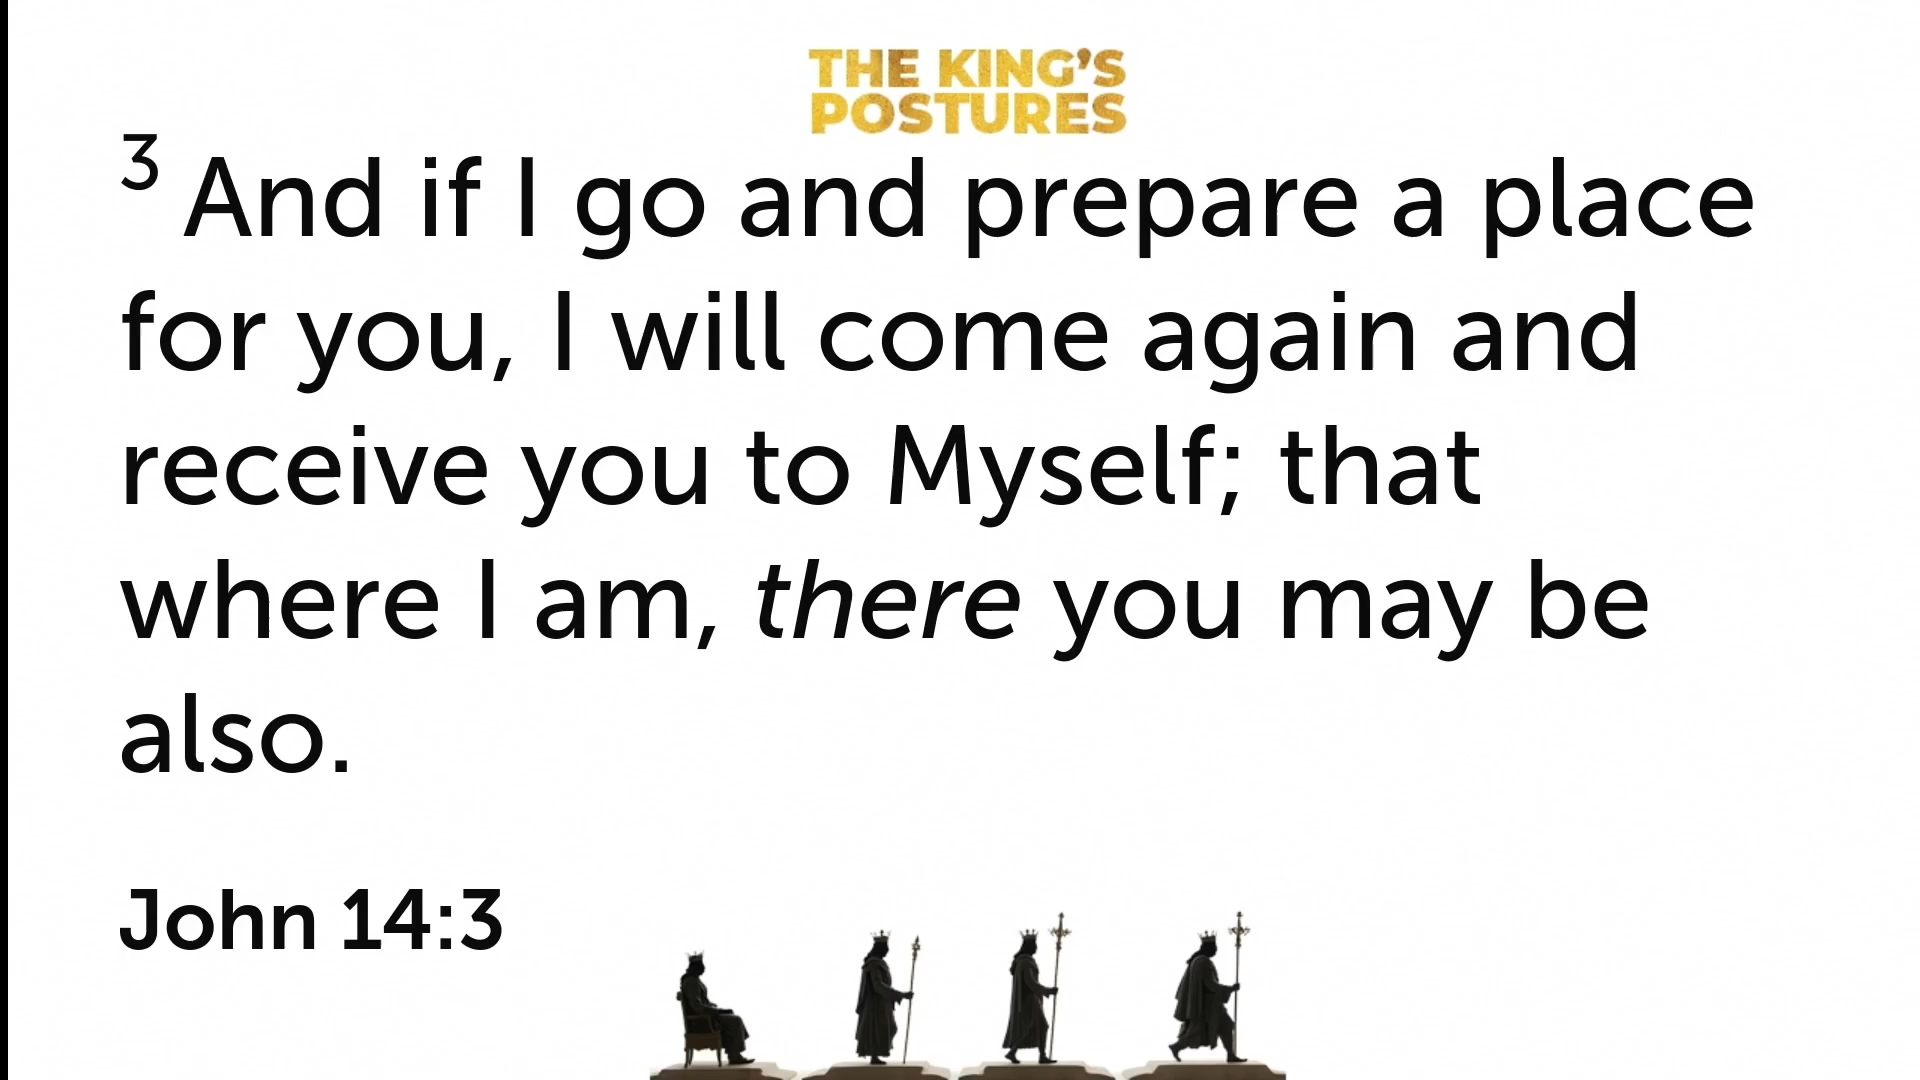 THE KING’S
POSTURES
3 And if I go and prepare a place
for you, I will come again and
receive you to Myself; that
where I am, there you may be
also.
John 14:3